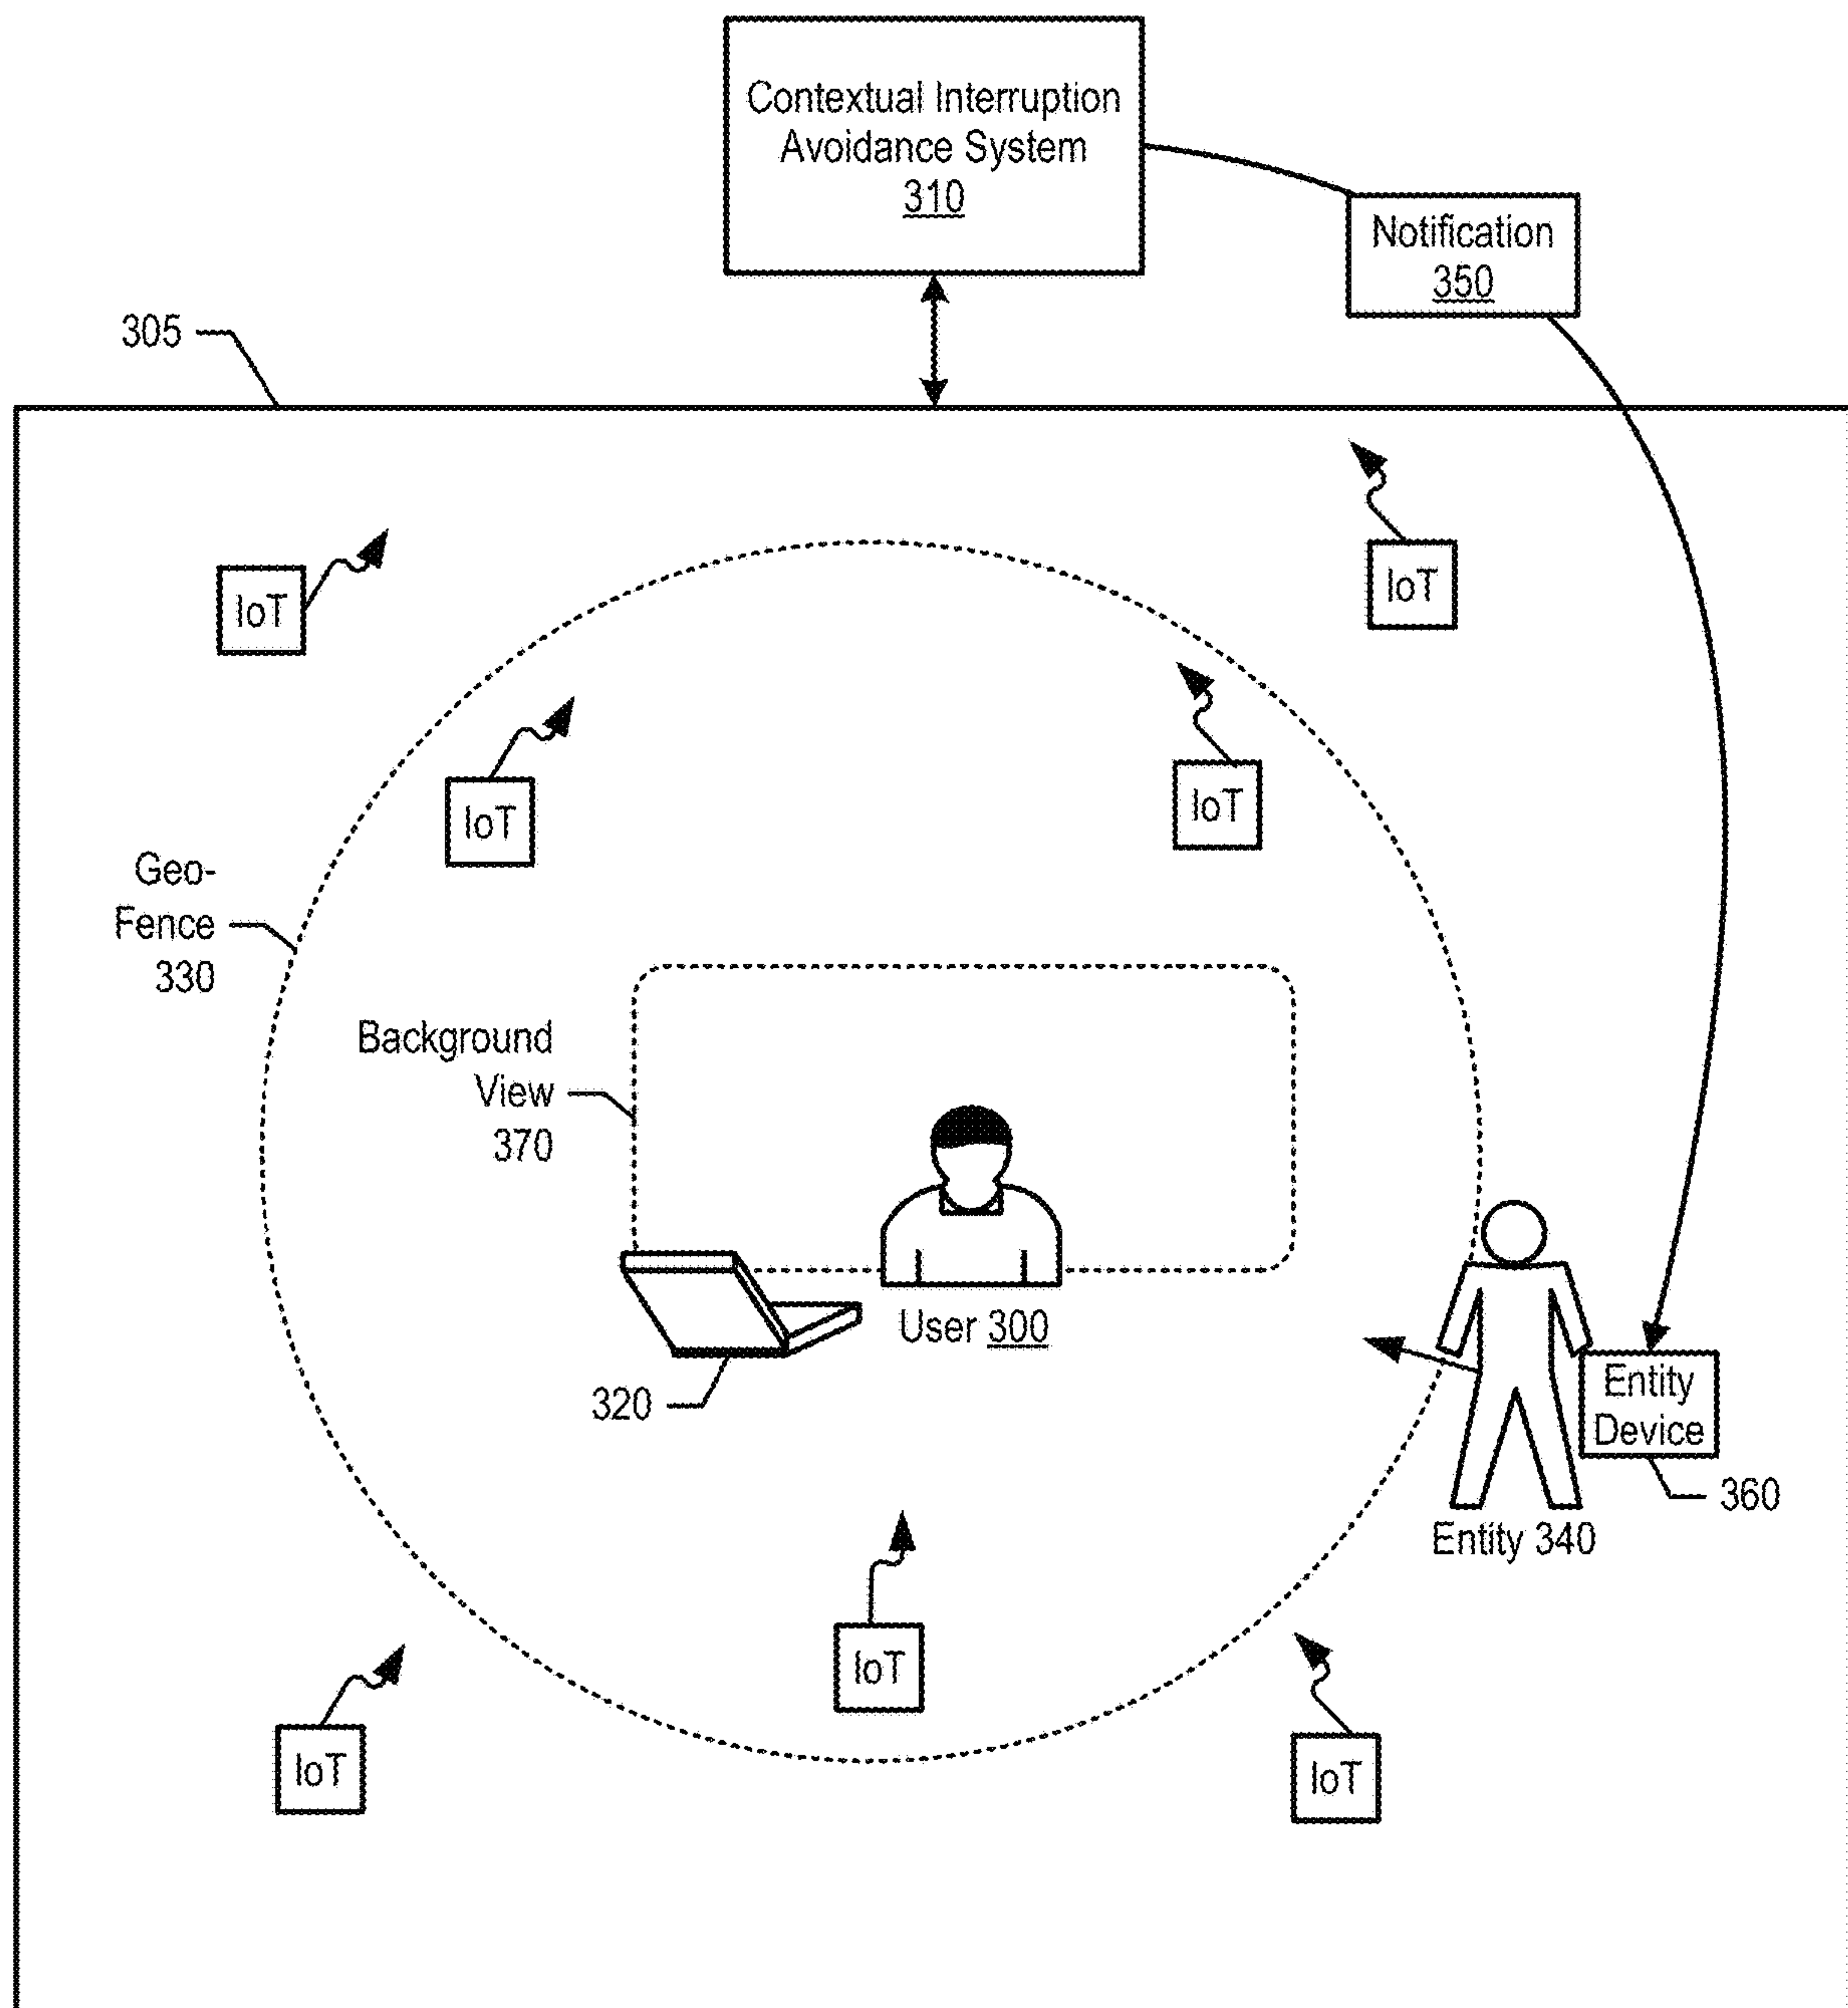 Contextual Interruption
Avoidance System
310
Notification
350
305
IoT
IoT
IoT
IoT
Geo-
Fence
330
Background
View
370
User 300
320
Entity
Device
360
Entity 340
IoT
IoT
IoT